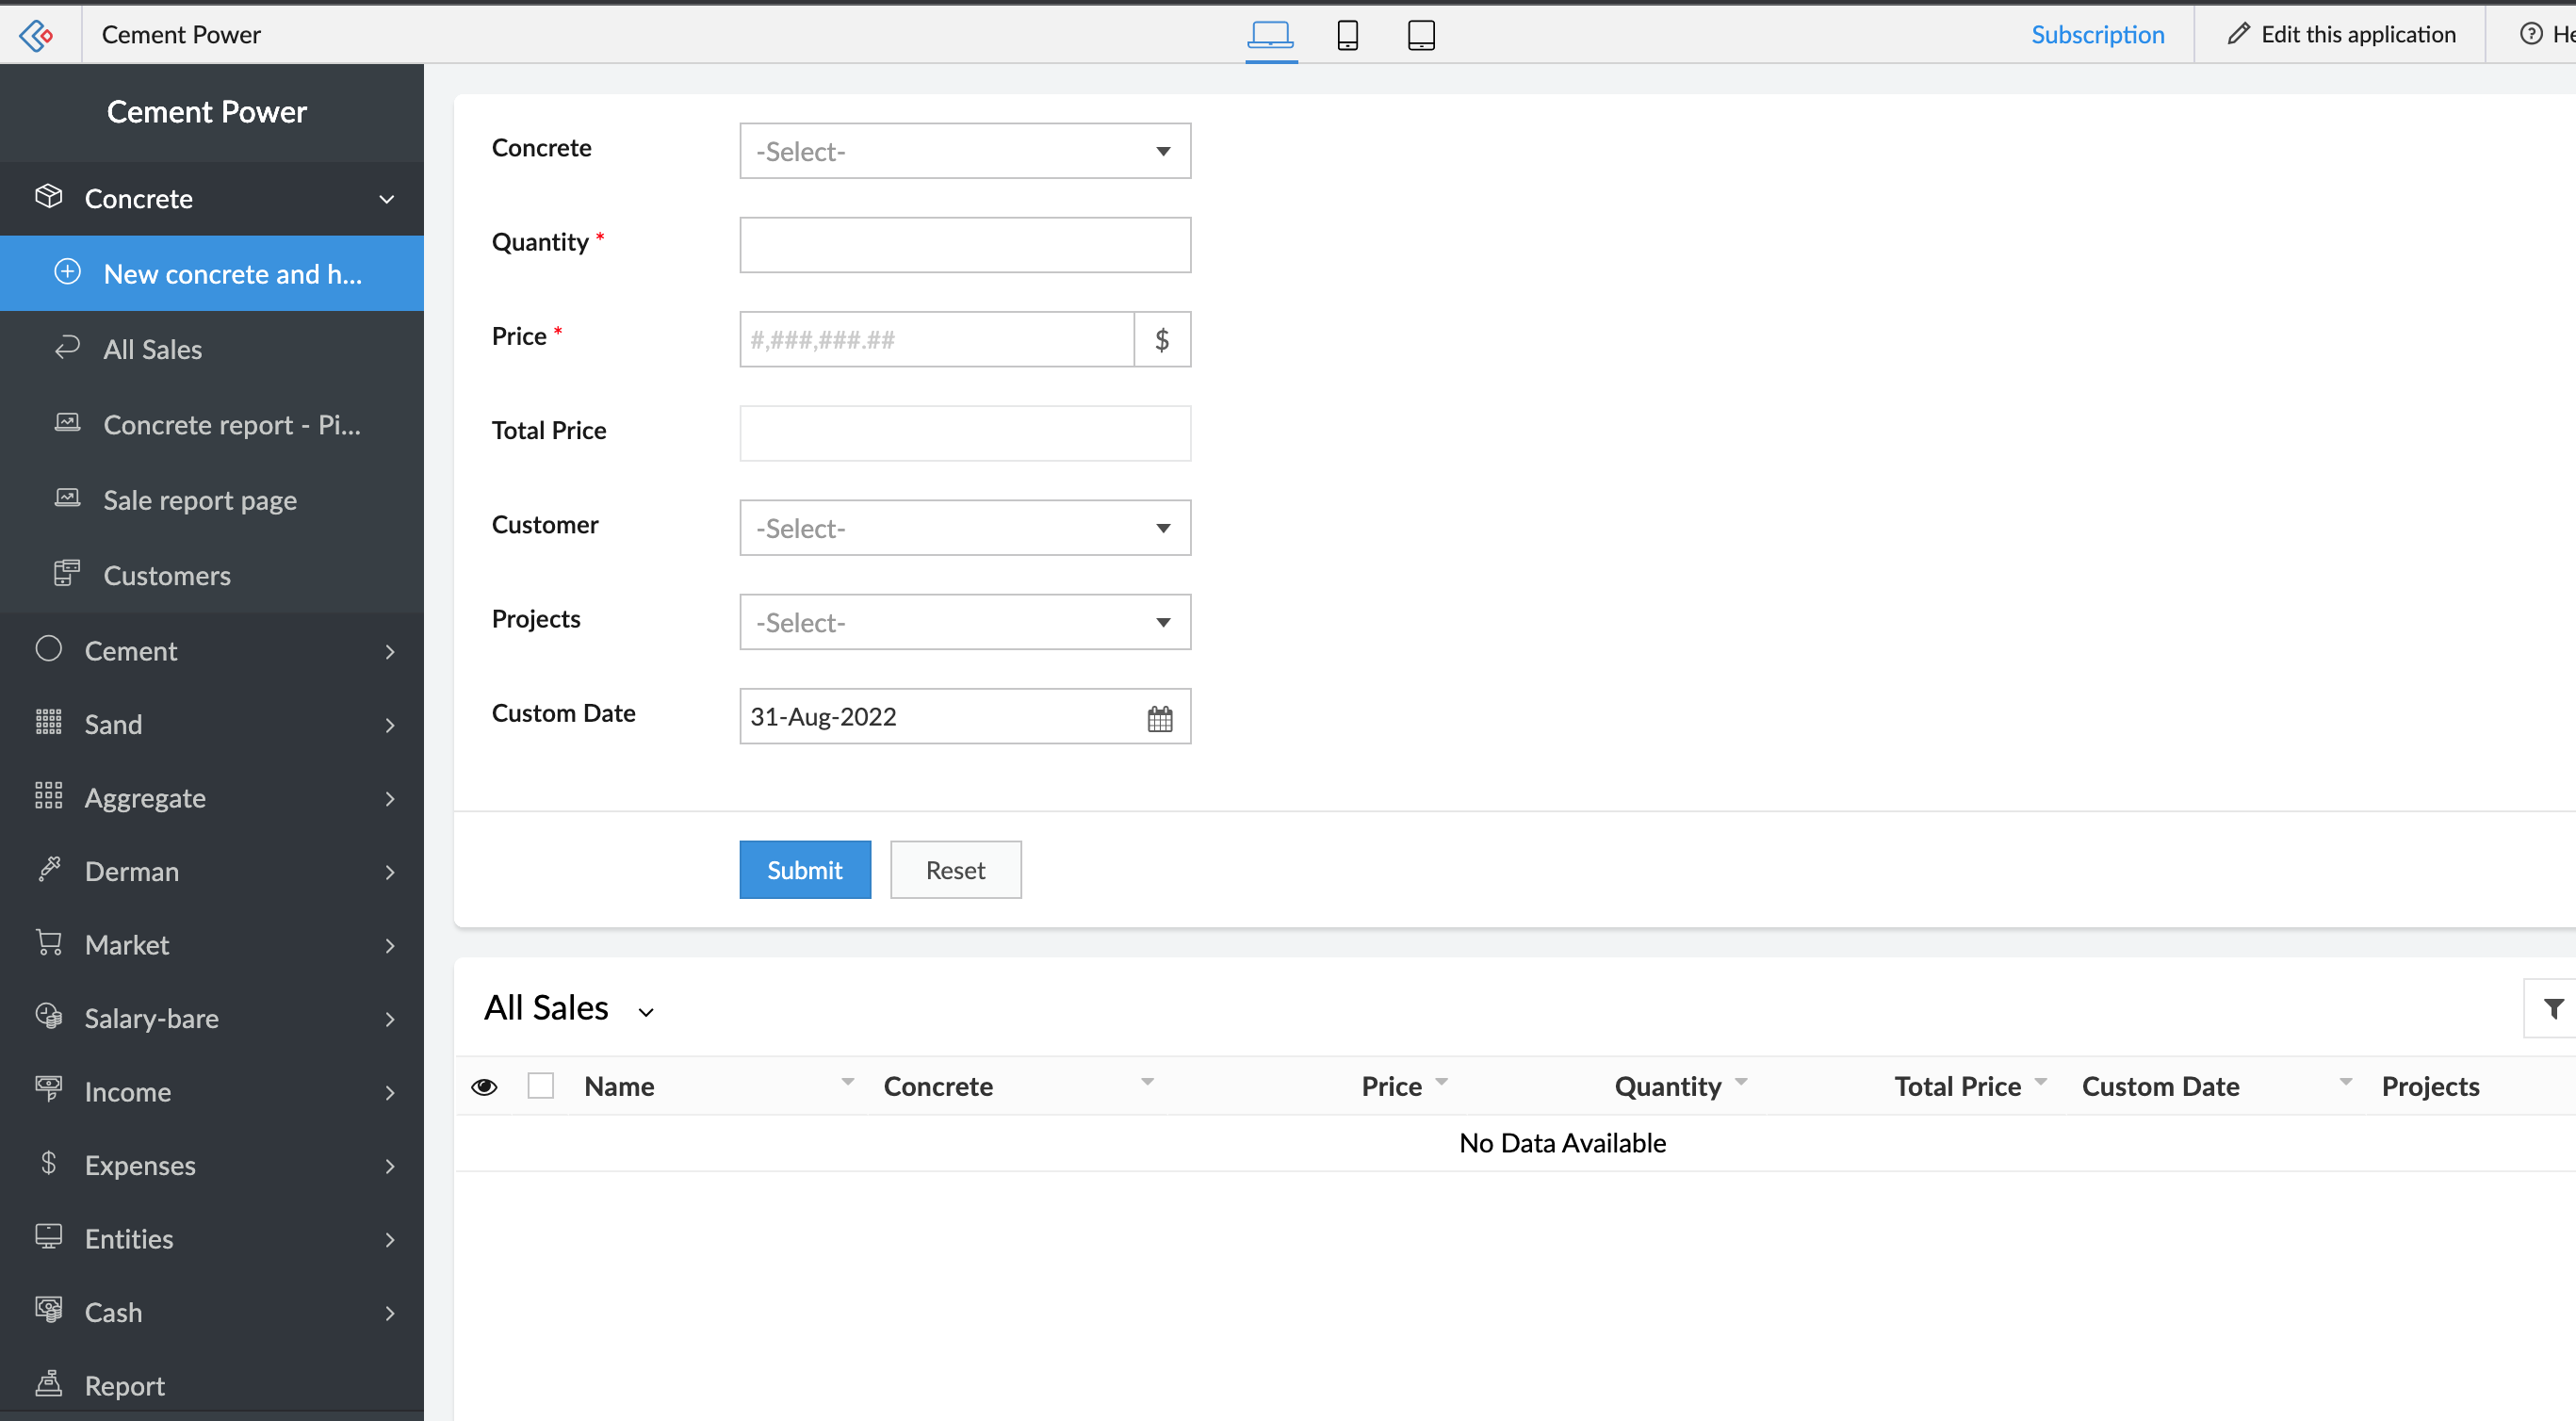 Cement Power
Subscription
Edit this application
? He
Cement Power
Concrete
New concrete and h...
All Sales
Concrete report - Pi...
Sale report page
Customers
Cement
Sand
Aggregate
Derman
Market
Salary-bare
Income
Expenses
Entities
Cash
Report
Concrete -Select-
Quantity *
Price * #,###,###.## $
Total Price
Customer -Select-
Projects -Select-
Custom Date 31-Aug-2022
Submit Reset
All Sales
Name Concrete Price Quantity Total Price Custom Date Projects
No Data Available